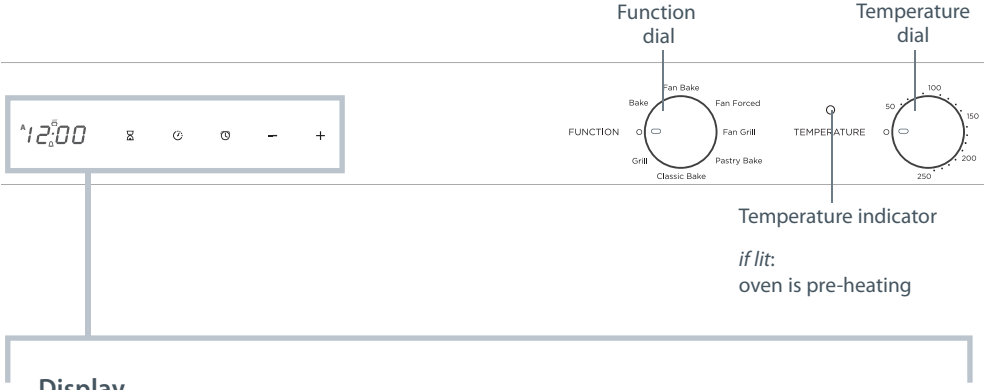 Function
dial
Temperature
dial
A 12:00
FUNCTION
Bake
Fan Bake
Fan Forced
Fan Grill
Pastry Bake
Classic Bake
Grill
TEMPERATURE
50
100
150
200
250
Temperature indicator
if lit:
oven is pre-heating
Display